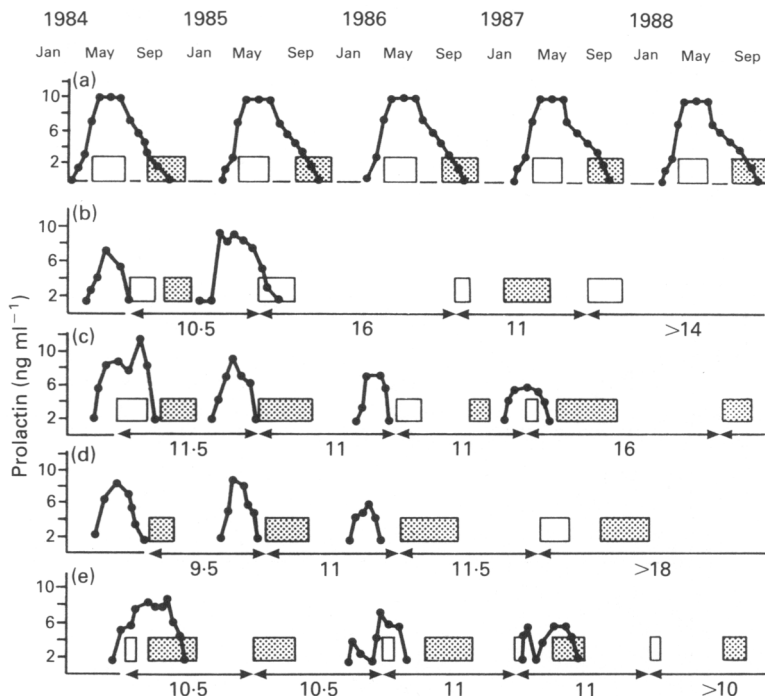 1984 1985 1986 1987 1988
Jan May Sep Jan May Sep Jan May Sep Jan May Sep Jan May Sep
(a)
10
6
2
(b)
10
6
2
10·5 16 11 >14
(c)
10
6
2
11·5 11 11 16
(d)
10
6
2
9·5 11 11·5 >18
(e)
10
6
2
10·5 10·5 11 11 >10
Prolactin (ng ml⁻¹)